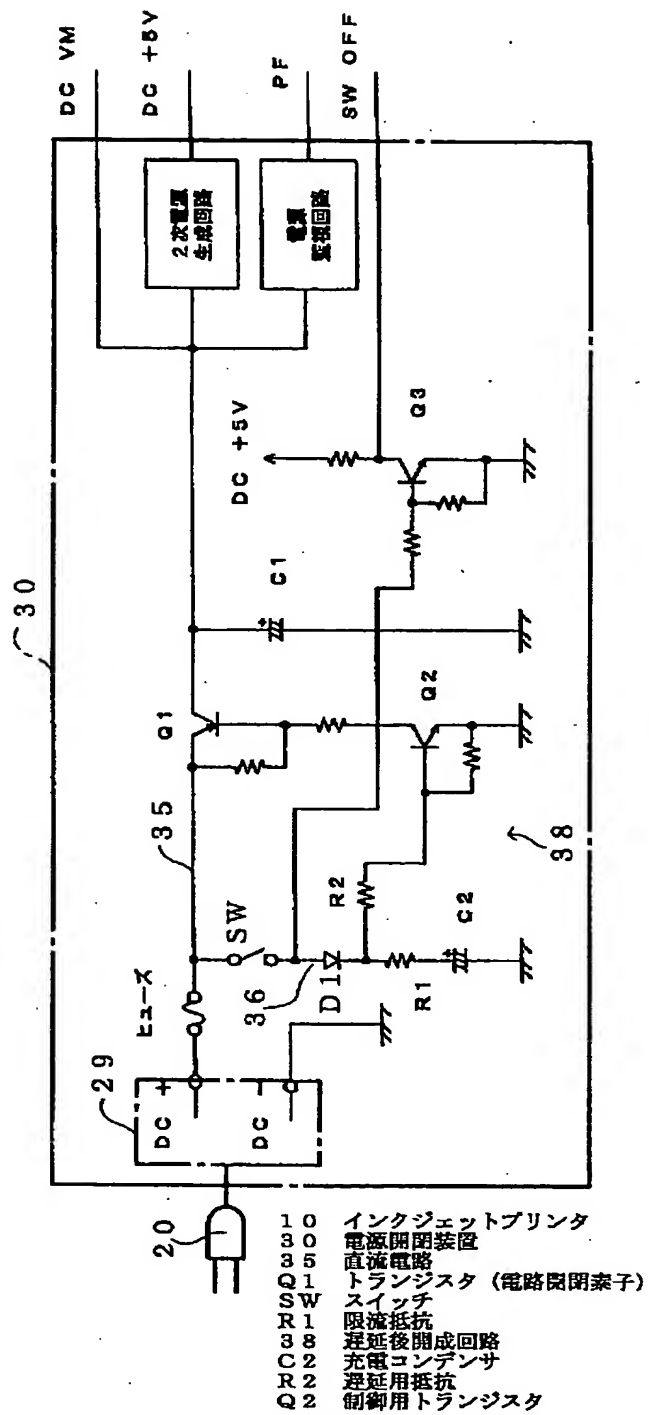 30
DC VM
DC +5V
PF
SW OFF
2次電源
生成回路
電源
監視回路
DC +5V
Q3
C1
Q1
Q2
35
SW
ヒューズ
36
D1
R2
R1
C2
38
29
DC +
DC -
20
10 インクジェットプリンタ
30 電源開閉装置
35 直流電路
Q1 トランジスタ (電路開閉素子)
SW スイッチ
R1 限流抵抗
38 遅延後開成回路
C2 充電コンデンサ
R2 遅延用抵抗
Q2 制御用トランジスタ